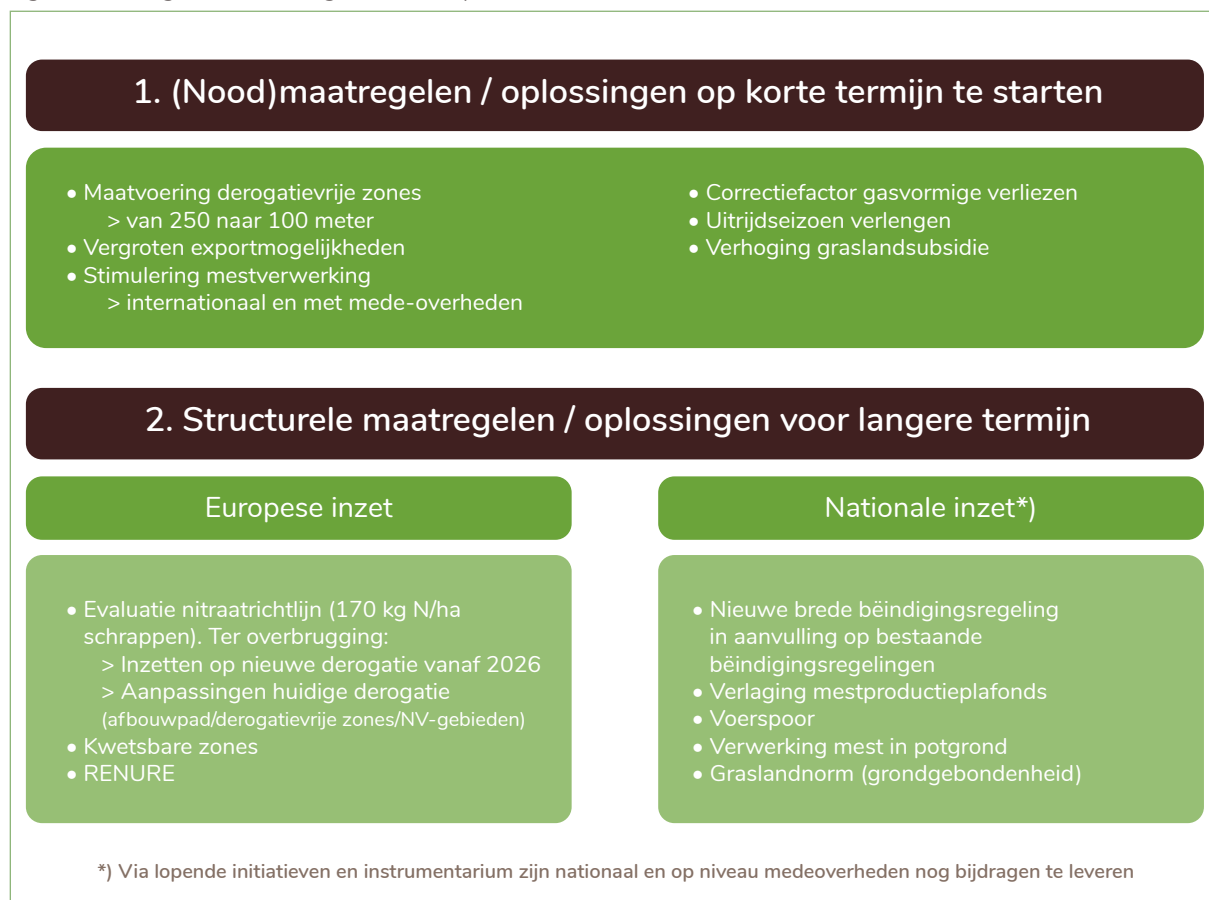 1. (Nood)maatregelen / oplossingen op korte termijn te starten
• Maatvoering derogatievrije zones
> van 250 naar 100 meter
• Vergroten exportmogelijkheden
• Stimulering mestverwerking
> internationaal en met mede-overheden
• Correctiefactor gasvormige verliezen
• Uitrijdseizoen verlengen
• Verhoging graslandsubsidie
2. Structurele maatregelen / oplossingen voor langere termijn
Europese inzet
• Evaluatie nitraatrichtlijn (170 kg N/ha
schrappen). Ter overbrugging:
> Inzetten op nieuwe derogatie vanaf 2026
> Aanpassingen huidige derogatie
(afbouwpad/derogatievrije zones/NV-gebieden)
• Kwetsbare zones
• RENURE
Nationale inzet*)
• Nieuwe brede bëindigingsregeling
in aanvulling op bestaande
bëindigingsregelingen
• Verlaging mestproductieplafonds
• Voerspoor
• Verwerking mest in potgrond
• Graslandnorm (grondgebondenheid)
*) Via lopende initiatieven en instrumentarium zijn nationaal en op niveau medeoverheden nog bijdragen te leveren